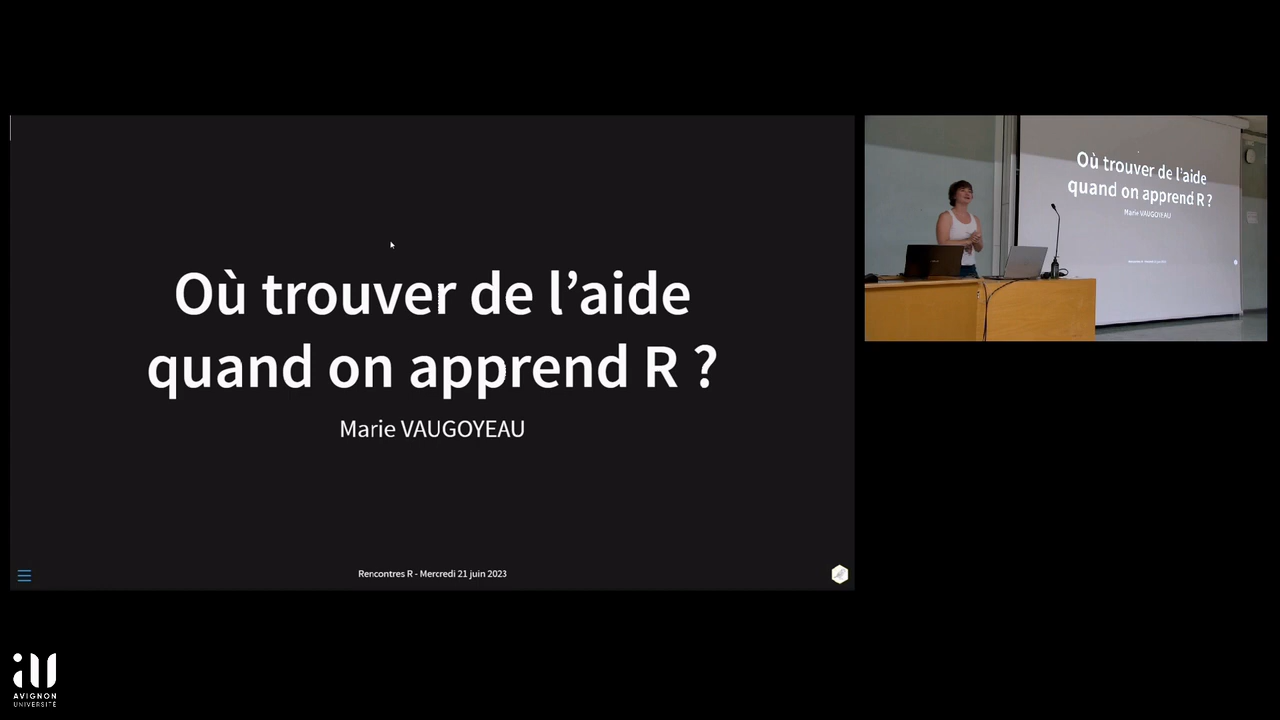 Où trouver de l’aide
quand on apprend R ?
Marie VAUGOYEAU
Rencontres R - Mercredi 21 juin 2023
Où trouver de l’aide
quand on apprend R ?
Marie VAUGOYEAU
AVIGNON
UNIVERSITÉ